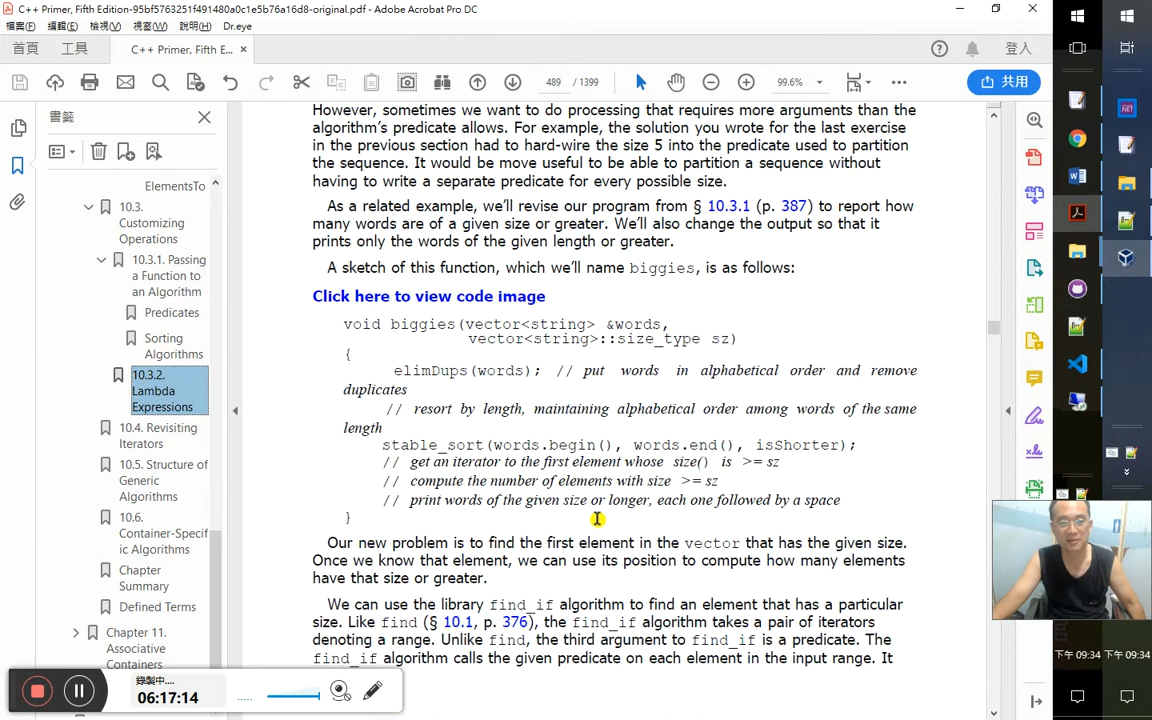 C++ Primer, Fifth Edition-95bf5763251f491480a0c1e5b76a16d8-original.pdf - Adobe Acrobat Pro DC
檔案(F) 編輯(E) 檢視(V) 視窗(W) 說明(H) Dr.eye
首頁 工具 C++ Primer, Fifth E... × 登入
489 / 1399 99.6% 共用
書籤
ElementsTo
10.3.
Customizing
Operations
10.3.1. Passing
a Function to
an Algorithm
Predicates
Sorting
Algorithms
10.3.2.
Lambda
Expressions
10.4. Revisiting
Iterators
10.5. Structure of
Generic
Algorithms
10.6.
Container-Specif
ic Algorithms
Chapter
Summary
Defined Terms
Chapter 11.
Associative
Containers
However, sometimes we want to do processing that requires more arguments than the
algorithm's predicate allows. For example, the solution you wrote for the last exercise
in the previous section had to hard-wire the size 5 into the predicate used to partition
the sequence. It would be move useful to be able to partition a sequence without
having to write a separate predicate for every possible size.
As a related example, we'll revise our program from § 10.3.1 (p. 387) to report how
many words are of a given size or greater. We'll also change the output so that it
prints only the words of the given length or greater.
A sketch of this function, which we'll name biggies, is as follows:
Click here to view code image
void biggies(vector<string> &words,
vector<string>::size_type sz)
{
elimDups(words); // put words in alphabetical order and remove
duplicates
// resort by length, maintaining alphabetical order among words of the same
length
stable_sort(words.begin(), words.end(), isShorter);
// get an iterator to the first element whose size() is >= sz
// compute the number of elements with size >= sz
// print words of the given size or longer, each one followed by a space
}
Our new problem is to find the first element in the vector that has the given size.
Once we know that element, we can use its position to compute how many elements
have that size or greater.
We can use the library find_if algorithm to find an element that has a particular
size. Like find (§ 10.1, p. 376), the find_if algorithm takes a pair of iterators
denoting a range. Unlike find, the third argument to find_if is a predicate. The
find_if algorithm calls the given predicate on each element in the input range. It
錄製中...
06:17:14
下午 09:34 下午 09:34